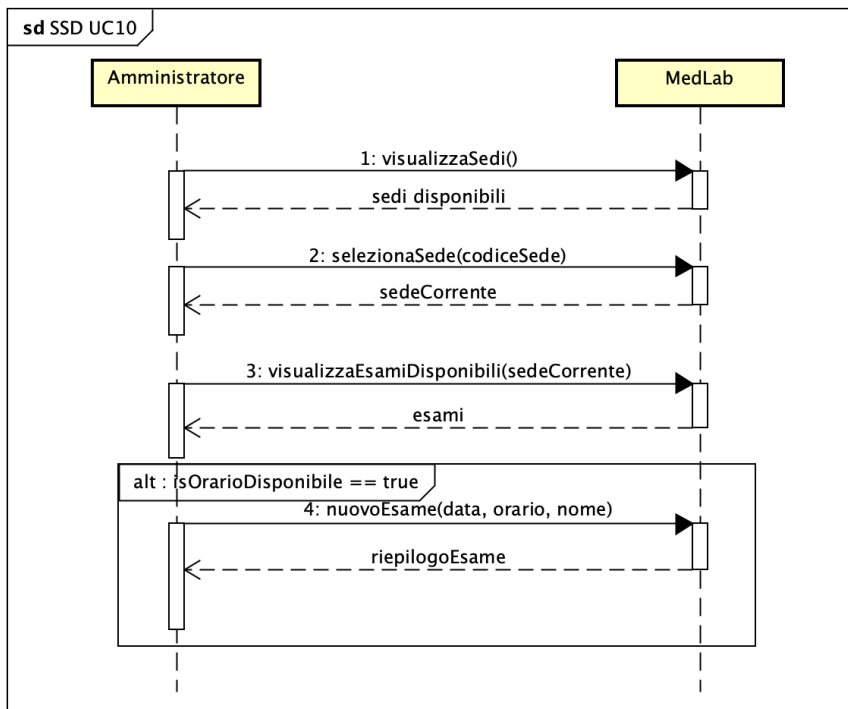 sd SSD UC10
Amministratore
MedLab
1: visualizzaSedi()
sedi disponibili
2: selezionaSede(codiceSede)
sedeCorrente
3: visualizzaEsamiDisponibili(sedeCorrente)
esami
alt : isOrarioDisponibile == true
4: nuovoEsame(data, orario, nome)
riepilogoEsame